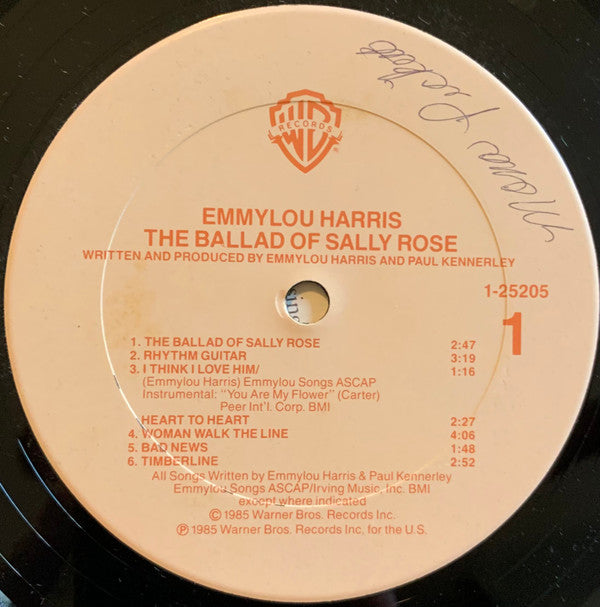 RECORDS
EMMYLOU HARRIS
THE BALLAD OF SALLY ROSE
WRITTEN AND PRODUCED BY EMMYLOU HARRIS AND PAUL KENNERLEY
1-25205
1
1. THE BALLAD OF SALLY ROSE 2:47
2. RHYTHM GUITAR 3:19
3. I THINK I LOVE HIM/ 1:16
(Emmylou Harris) Emmylou Songs ASCAP
Instrumental: "You Are My Flower" (Carter)
Peer Int'l. Corp. BMI
HEART TO HEART 2:27
4. WOMAN WALK THE LINE 4:06
5. BAD NEWS 1:48
6. TIMBERLINE 2:52
All Songs Written by Emmylou Harris & Paul Kennerley
Emmylou Songs ASCAP/Irving Music, Inc. BMI
except where indicated
©1985 Warner Bros. Records Inc.
℗ 1985 Warner Bros. Records Inc. for the U.S.